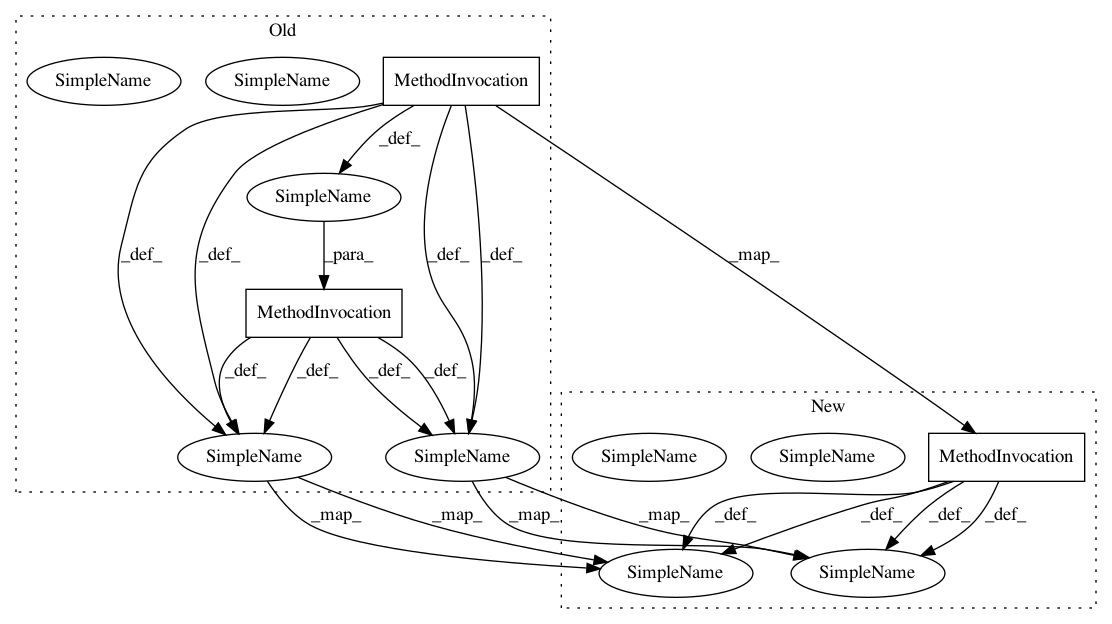 Old
SimpleName
SimpleName
MethodInvocation
_def_
SimpleName
_def_
_def_
_para_
_def_
_def_
_map_
MethodInvocation
_def_
_def_
_def_
_def_
New
SimpleName
SimpleName
SimpleName
SimpleName
MethodInvocation
_map_
_map_
_map_
_map_
_def_
_def_
_def_
_def_
SimpleName
SimpleName